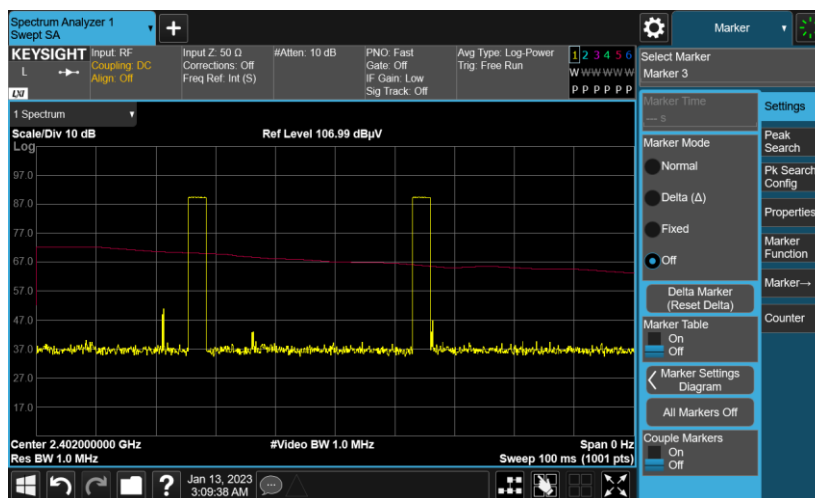 Spectrum Analyzer 1
Swept SA
Marker
KEYSIGHT
L
LXI
Input: RF
Coupling: DC
Align: Off
Input Z: 50 Ω
Corrections: Off
Freq Ref: Int (S)
#Atten: 10 dB
PNO: Fast
Gate: Off
IF Gain: Low
Sig Track: Off
Avg Type: Log-Power
Trig: Free Run
1 2 3 4 5 6
W W W W W W
P P P P P P
Select Marker
Marker 3
1 Spectrum
Scale/Div 10 dB
Ref Level 106.99 dBµV
Log
97.0
87.0
77.0
67.0
57.0
47.0
37.0
27.0
17.0
Center 2.402000000 GHz
#Video BW 1.0 MHz
Span 0 Hz
Res BW 1.0 MHz
Sweep 100 ms (1001 pts)
Marker Time
--- s
Marker Mode
Normal
Delta (Δ)
Fixed
Off
Delta Marker
(Reset Delta)
Marker Table
On
Off
Marker Settings
Diagram
All Markers Off
Couple Markers
On
Off
Settings
Peak
Search
Pk Search
Config
Properties
Marker
Function
Marker→
Counter
?
Jan 13, 2023
3:09:38 AM